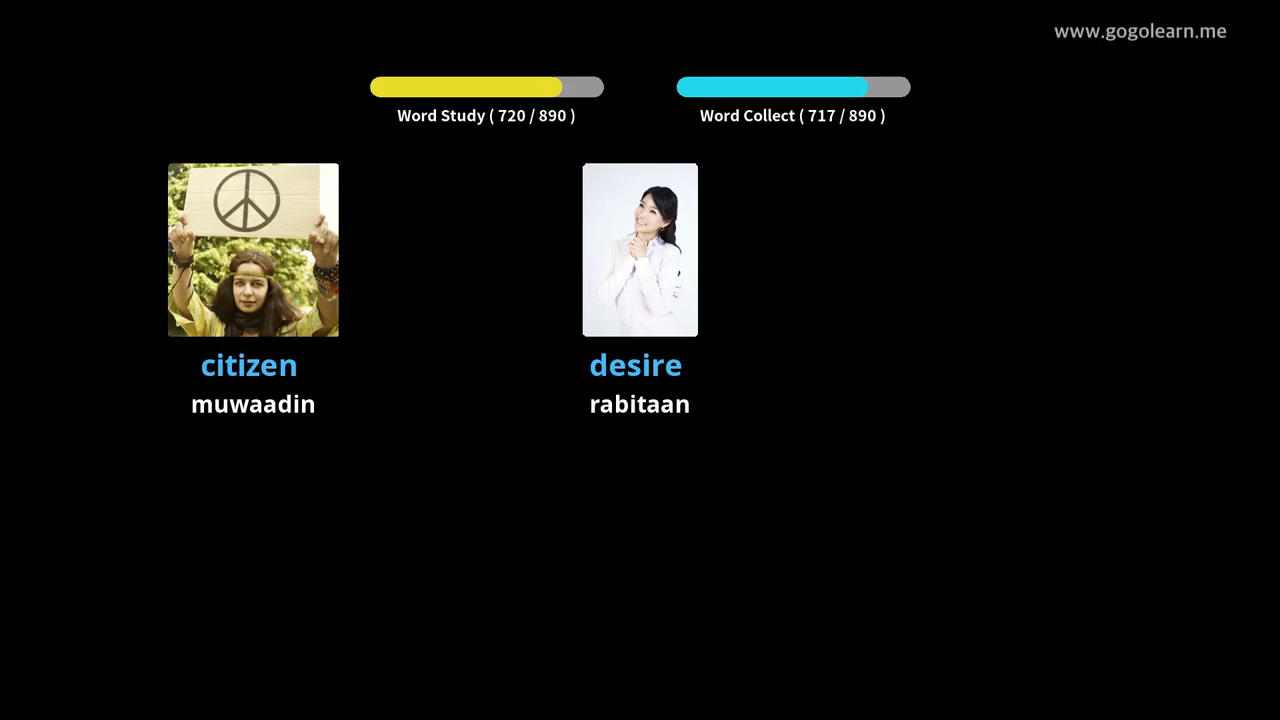 www.gogolearn.me
Word Study ( 720 / 890 )
Word Collect ( 717 / 890 )
citizen
muwaadin
desire
rabitaan